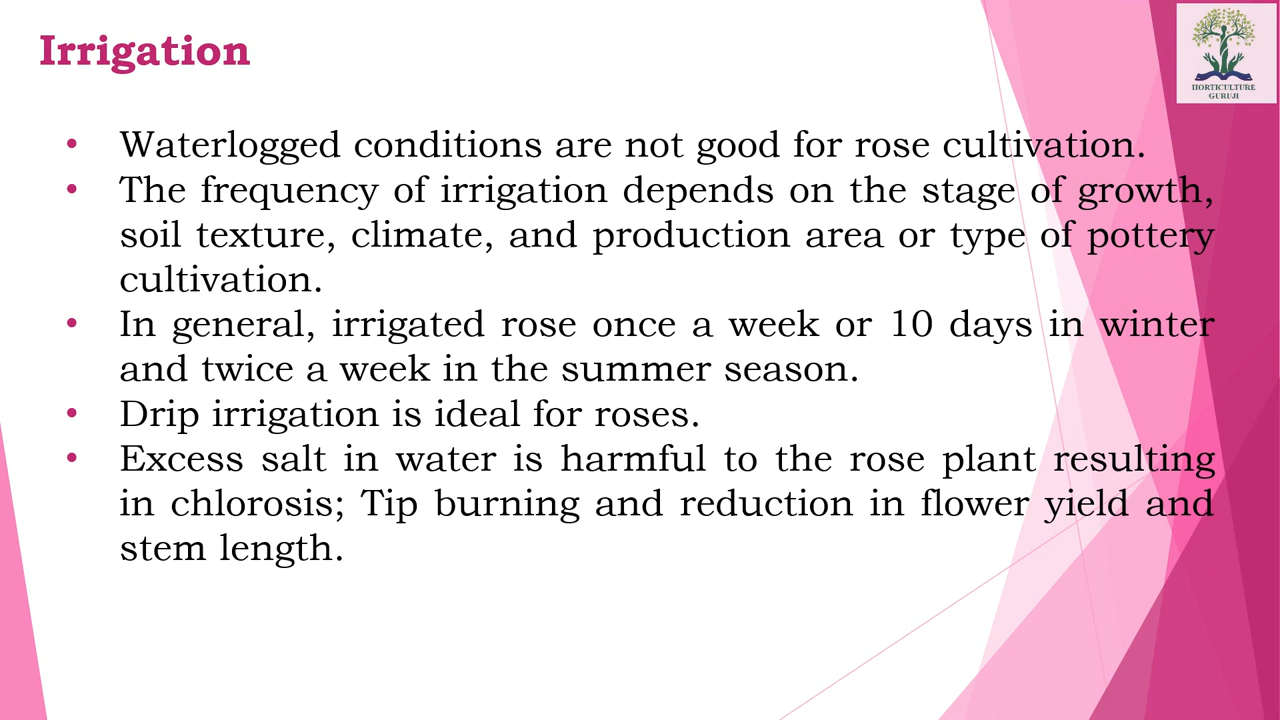 Irrigation
HORTICULTURE
GURUJI
• Waterlogged conditions are not good for rose cultivation.
• The frequency of irrigation depends on the stage of growth,
soil texture, climate, and production area or type of pottery
cultivation.
• In general, irrigated rose once a week or 10 days in winter
and twice a week in the summer season.
• Drip irrigation is ideal for roses.
• Excess salt in water is harmful to the rose plant resulting
in chlorosis; Tip burning and reduction in flower yield and
stem length.